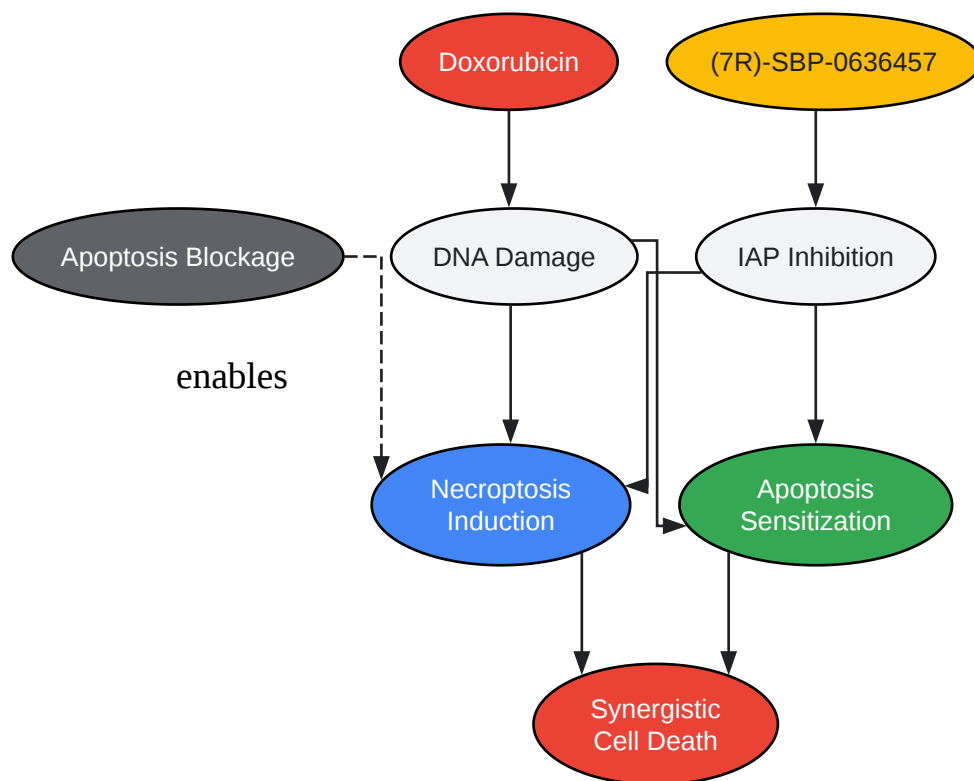 Doxorubicin
(7R)-SBP-0636457
Apoptosis Blockage
DNA Damage
IAP Inhibition
enables
Necroptosis
Induction
Apoptosis
Sensitization
Synergistic
Cell Death